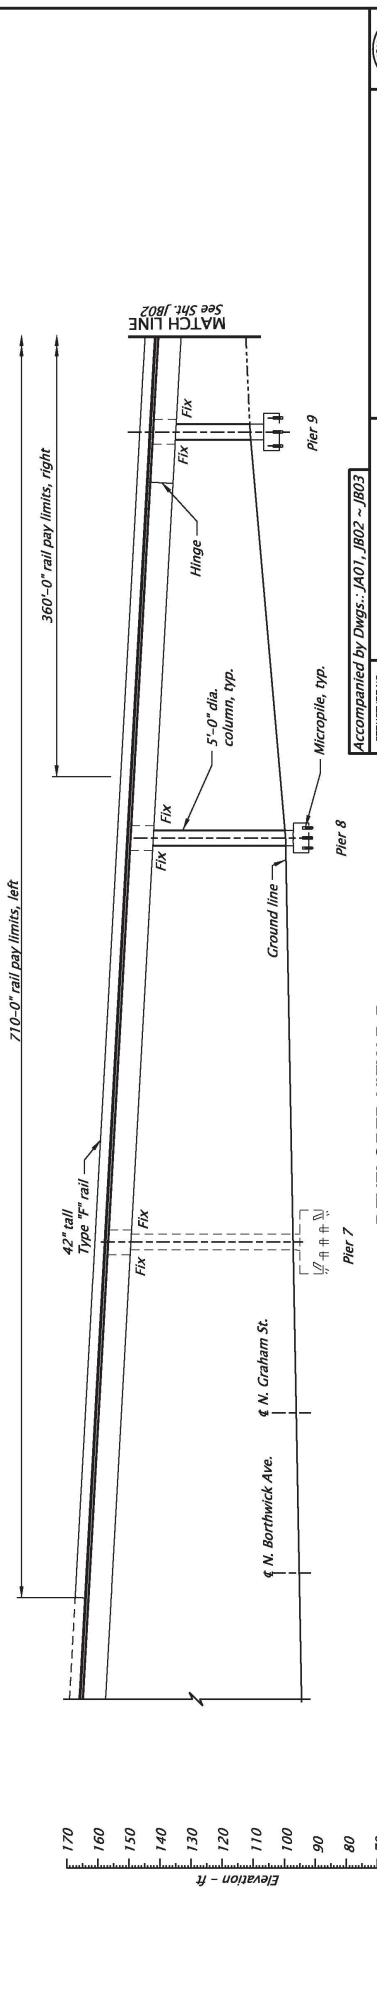 710-0" rail pay limits, left
360'-0" rail pay limits, right
MATCH LINE
See Sht. JB02
42" tall
Type "F" rail
Fix
Fix
Fix
Fix
Fix
Fix
Hinge
5'-0" dia.
column, typ.
Ground line
Micropile, typ.
Pier 7
Pier 8
Pier 9
℄ N. Borthwick Ave.
℄ N. Graham St.
170
160
150
140
130
120
110
100
90
80
Elevation - ft
Accompanied by Dwgs.: JA01, JB02 ~ JB03